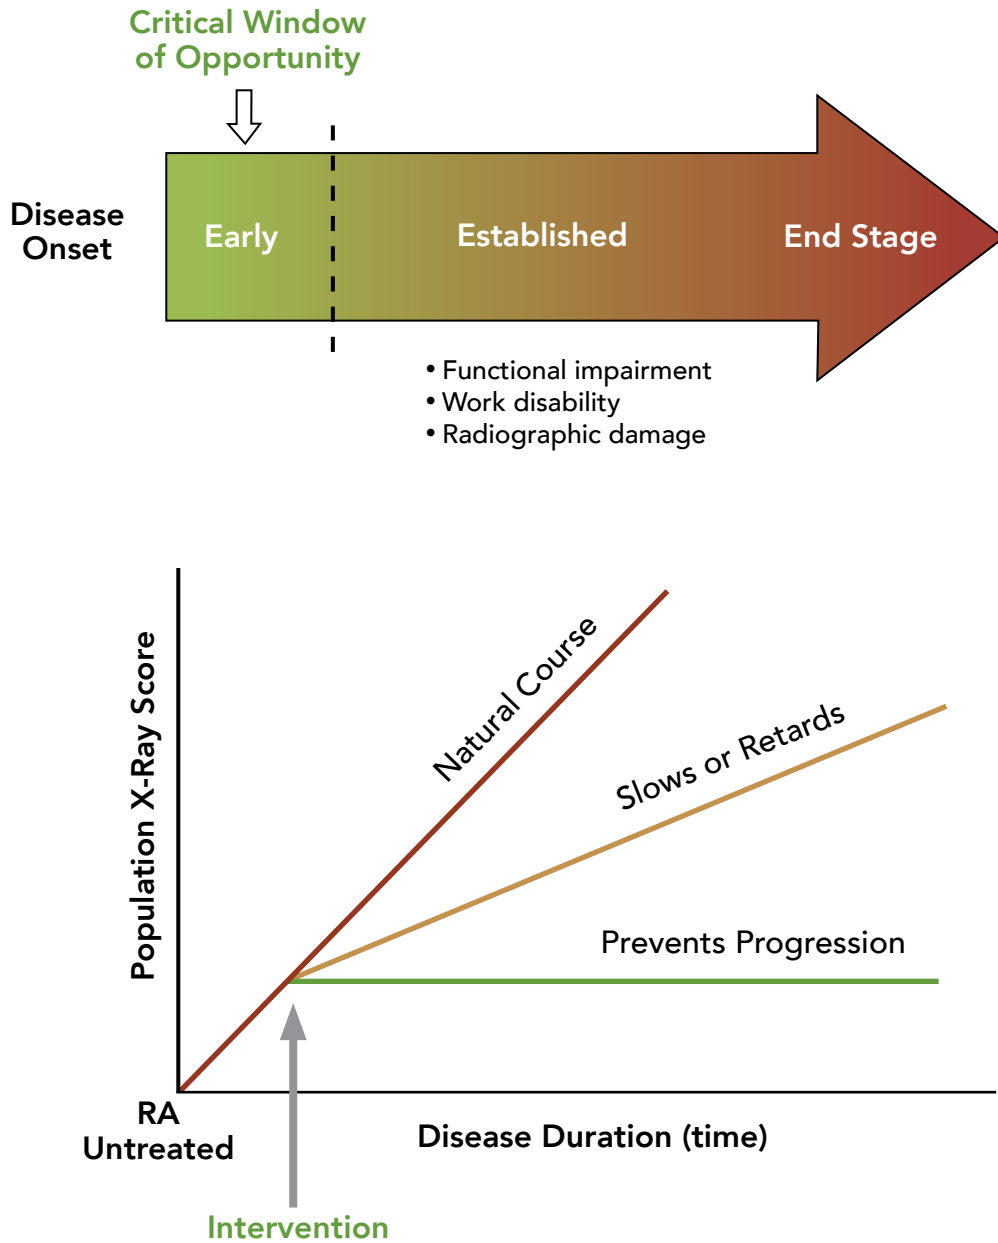 Critical Window
of Opportunity
Disease
Onset
Early
Established
End Stage
• Functional impairment
• Work disability
• Radiographic damage
Population X-Ray Score
Natural Course
Slows or Retards
Prevents Progression
RA
Untreated
Disease Duration (time)
Intervention